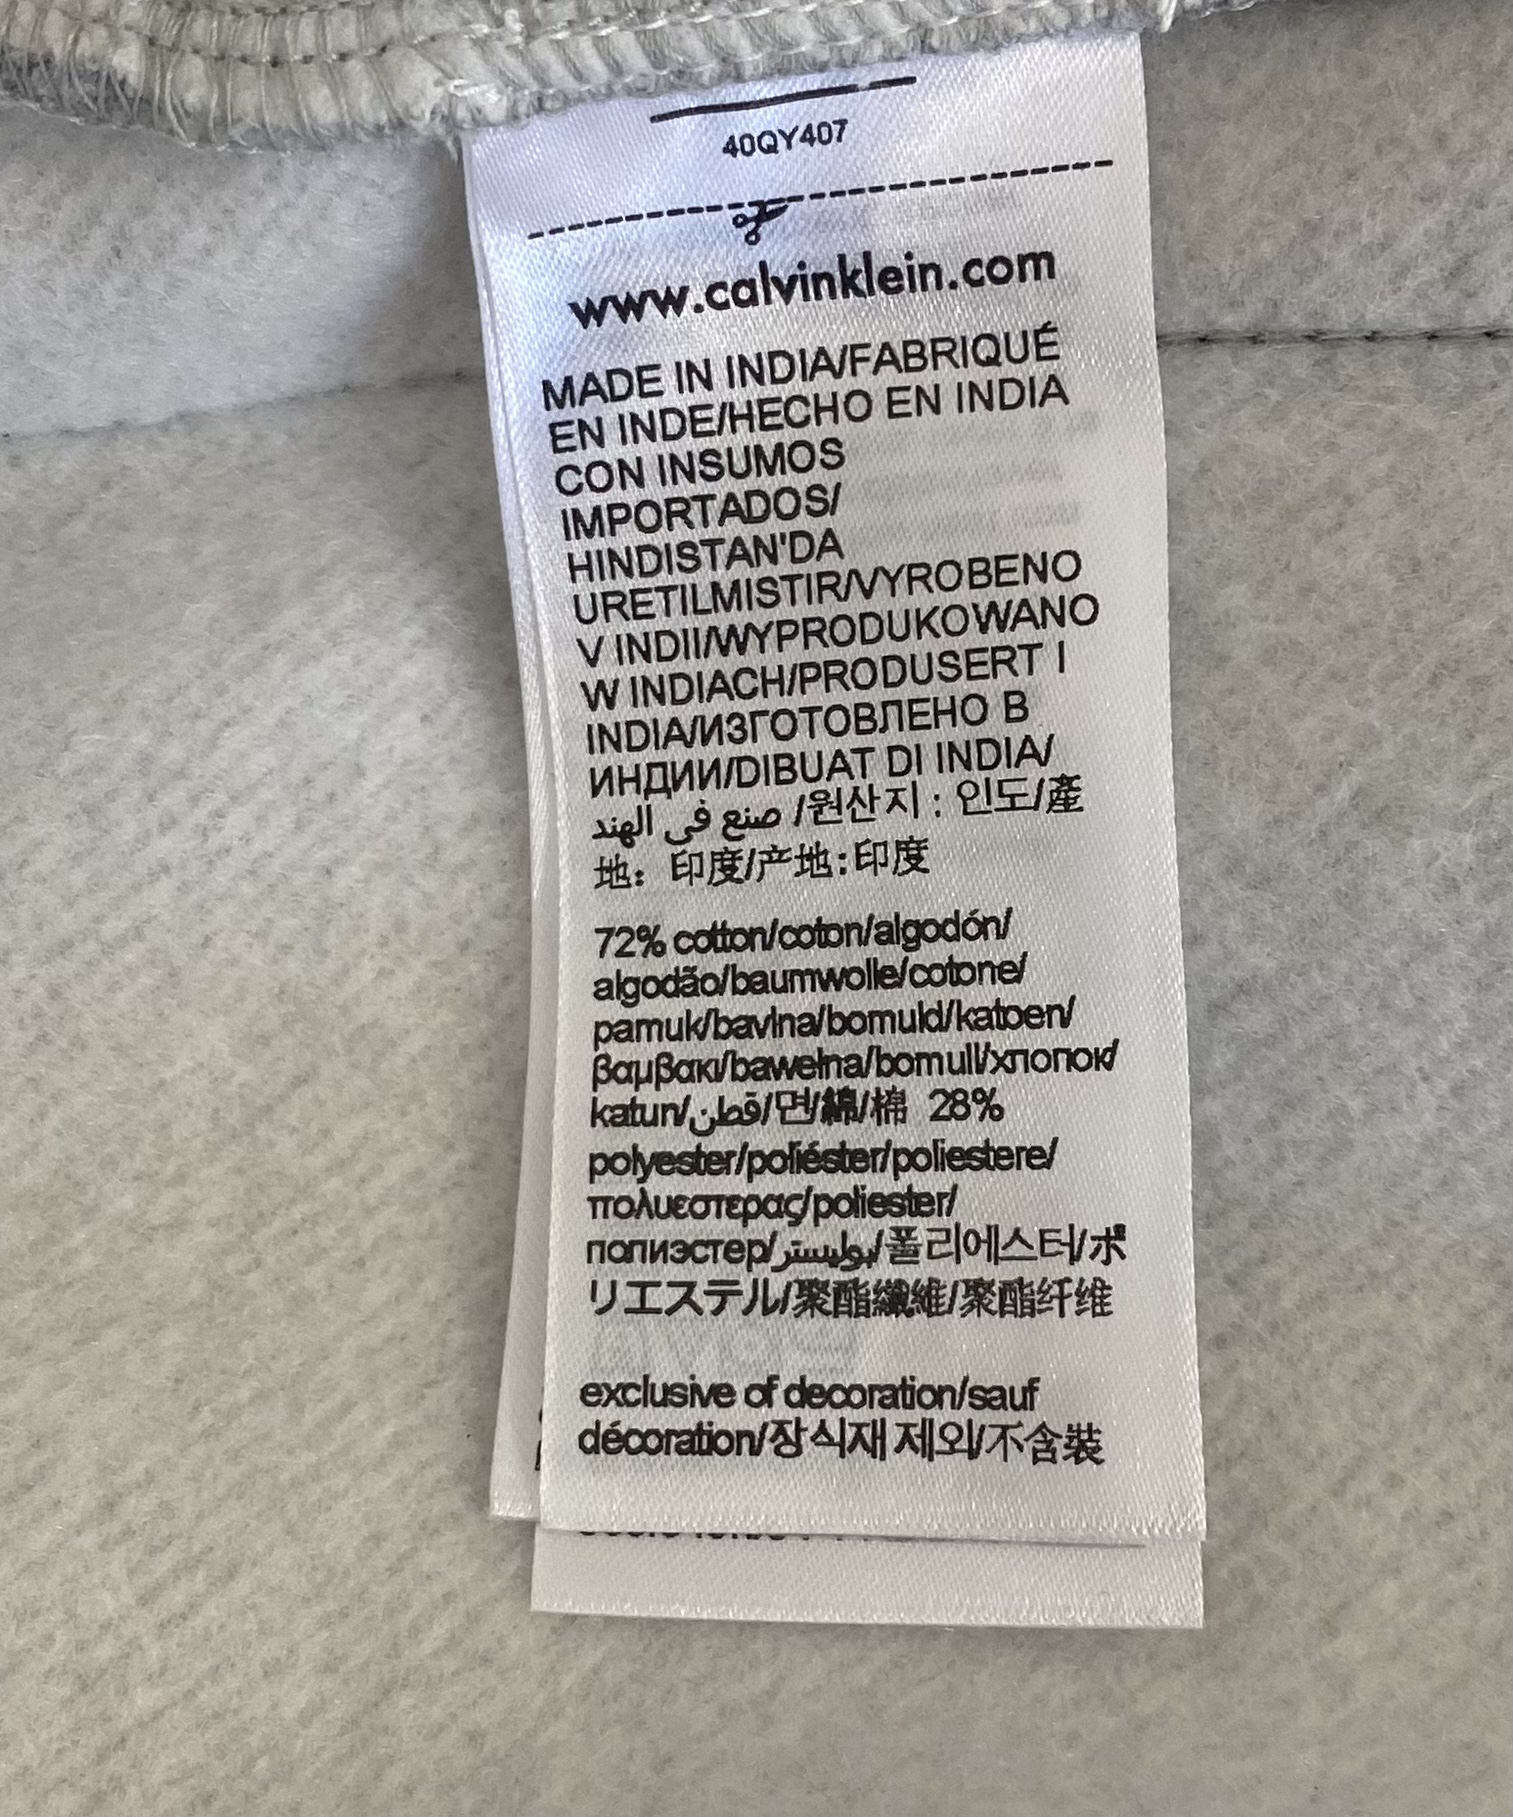 40QY407
www.calvinklein.com
MADE IN INDIA/FABRIQUÉ
EN INDE/HECHO EN INDIA
CON INSUMOS
IMPORTADOS/
HINDISTAN'DA
URETILMISTIR/VYROBENO
V INDII/WYPRODUKOWANO
W INDIACH/PRODUSERT I
INDIA/ИЗГОТОВЛЕНО В
ИНДИИ/DIBUAT DI INDIA/
صنع في الهند /원산지 : 인도/產
地: 印度/产地:印度
72% cotton/coton/algodón/
algodão/baumwolle/cotone/
pamuk/bavlna/bomuld/katoen/
βαμβακι/bawełna/bomull/хлопок/
katun/قطن/면/綿/棉 28%
polyester/poliéster/poliestere/
πολυεστερας/poliester/
полиэстер/بوليستر/폴리에스터/ポ
リエステル/聚酯纖維/聚酯纤维
exclusive of decoration/sauf
décoration/장식재 제외/不含裝